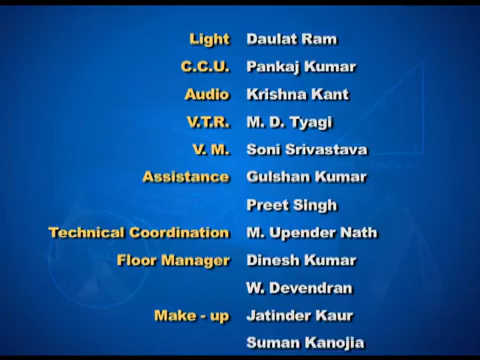 Light Daulat Ram
C.C.U. Pankaj Kumar
Audio Krishna Kant
V.T.R. M. D. Tyagi
V. M. Soni Srivastava
Assistance Gulshan Kumar
Preet Singh
Technical Coordination M. Upender Nath
Floor Manager Dinesh Kumar
W. Devendran
Make - up Jatinder Kaur
Suman Kanojia